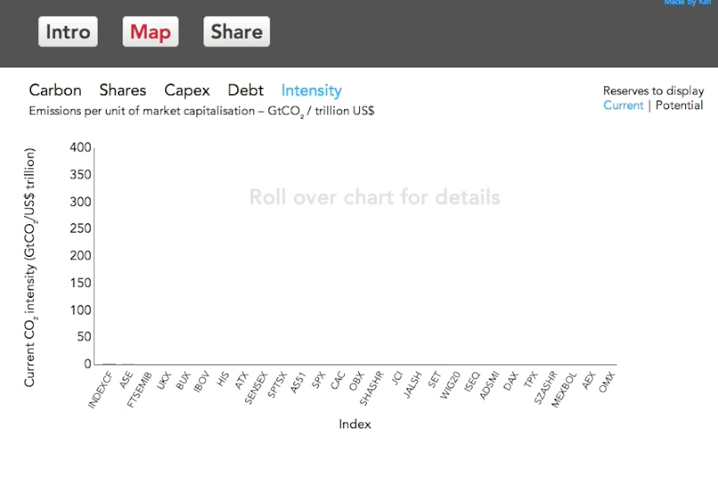 Made by Kiln
Intro Map Share
Carbon Shares Capex Debt Intensity
Reserves to display
Emissions per unit of market capitalisation – GtCO₂ / trillion US$
Current | Potential
Current CO₂ intensity (GtCO₂/US$ trillion)
400
350
300
250
200
150
100
50
0
Roll over chart for details
INDEXCF ASE FTSEMIB UKX BUX IBOV HIS ATX SENSEX SPTSX AS51 SPX CAC OBX SHASHR JCI JALSH SET WIG20 ISEQ ADSMI DAX TPX SZASHR MEXBOL AEX OMX
Index